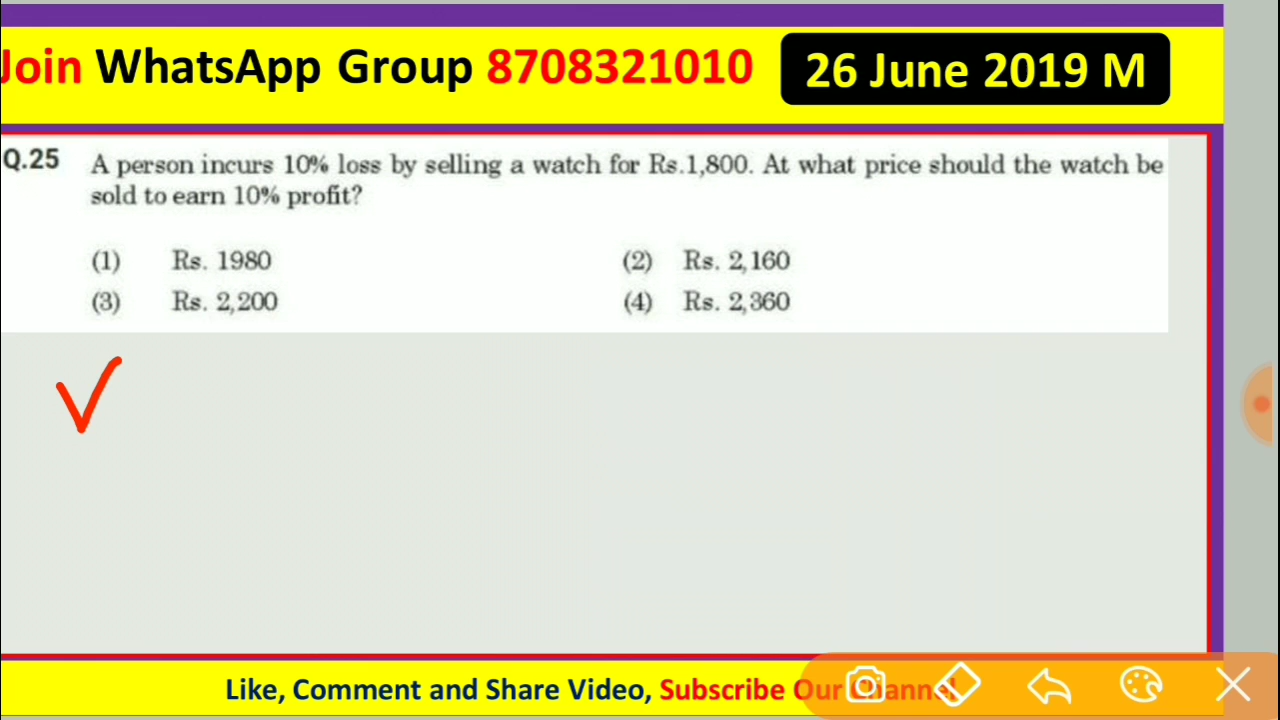 Join WhatsApp Group 8708321010 26 June 2019 M
Q.25 A person incurs 10% loss by selling a watch for Rs.1,800. At what price should the watch be
sold to earn 10% profit?
(1) Rs. 1980 (2) Rs. 2,160
(3) Rs. 2,200 (4) Rs. 2,360
Like, Comment and Share Video, Subscribe Our Channel